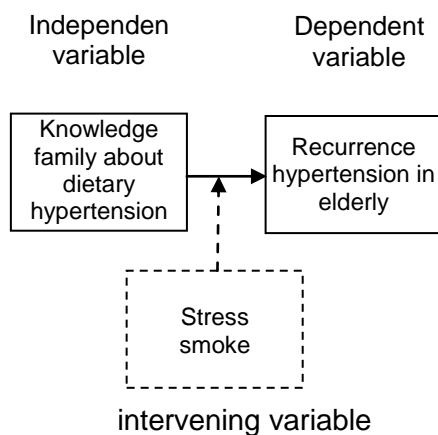 Independen
variable
Dependent
variable
Knowledge
family about
dietary
hypertension
Recurrence
hypertension in
elderly
Stress
smoke
intervening variable